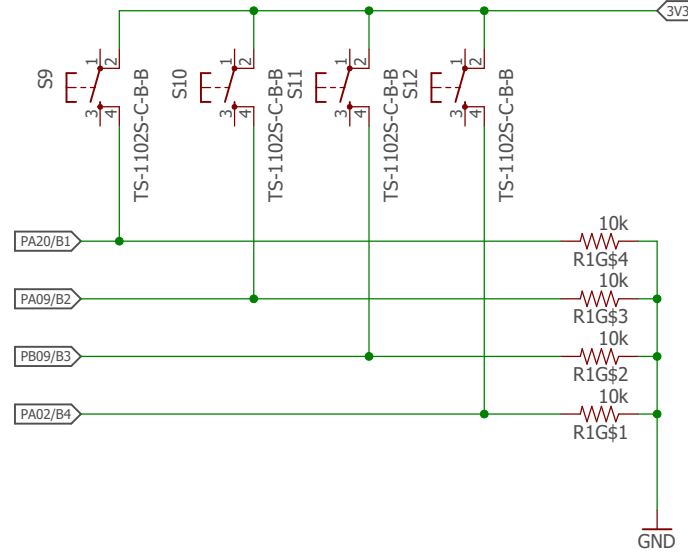 3V3
S9
1
2
3
4
TS-1102S-C-B-B
S10
1
2
3
4
TS-1102S-C-B-B
S11
1
2
3
4
TS-1102S-C-B-B
S12
1
2
3
4
TS-1102S-C-B-B
PA20/B1
10k
R1G$4
PA09/B2
10k
R1G$3
PB09/B3
10k
R1G$2
PA02/B4
10k
R1G$1
GND